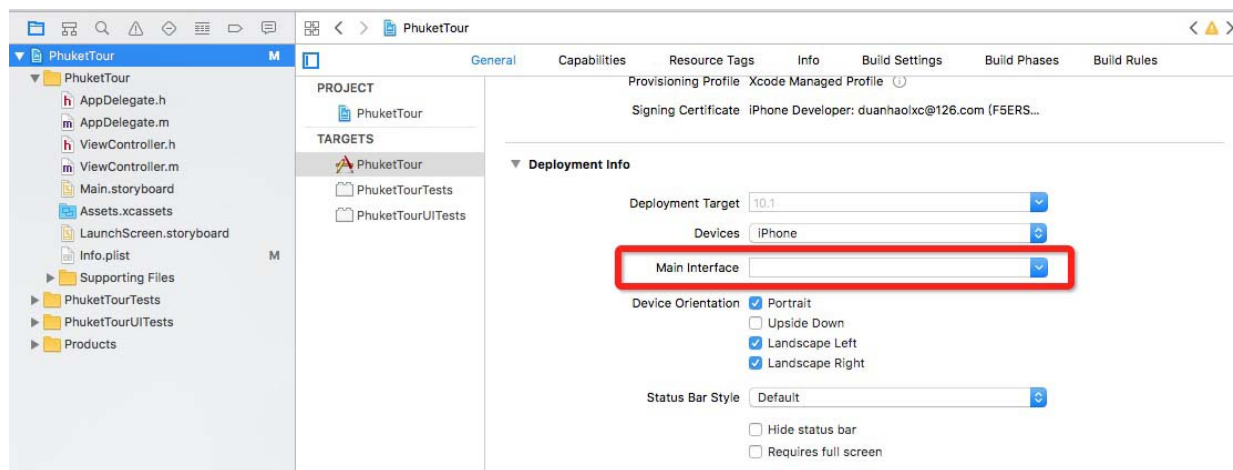 PhuketTour
PhuketTour M
PhuketTour
h AppDelegate.h
m AppDelegate.m
h ViewController.h
m ViewController.m
Main.storyboard
Assets.xcassets
LaunchScreen.storyboard
Info.plist M
Supporting Files
PhuketTourTests
PhuketTourUITests
Products
General Capabilities Resource Tags Info Build Settings Build Phases Build Rules
PROJECT
PhuketTour
TARGETS
PhuketTour
PhuketTourTests
PhuketTourUITests
Provisioning Profile Xcode Managed Profile
Signing Certificate iPhone Developer: duanhaolxc@126.com (F5ERS...
Deployment Info
Deployment Target 10.1
Devices iPhone
Main Interface
Device Orientation Portrait
Upside Down
Landscape Left
Landscape Right
Status Bar Style Default
Hide status bar
Requires full screen